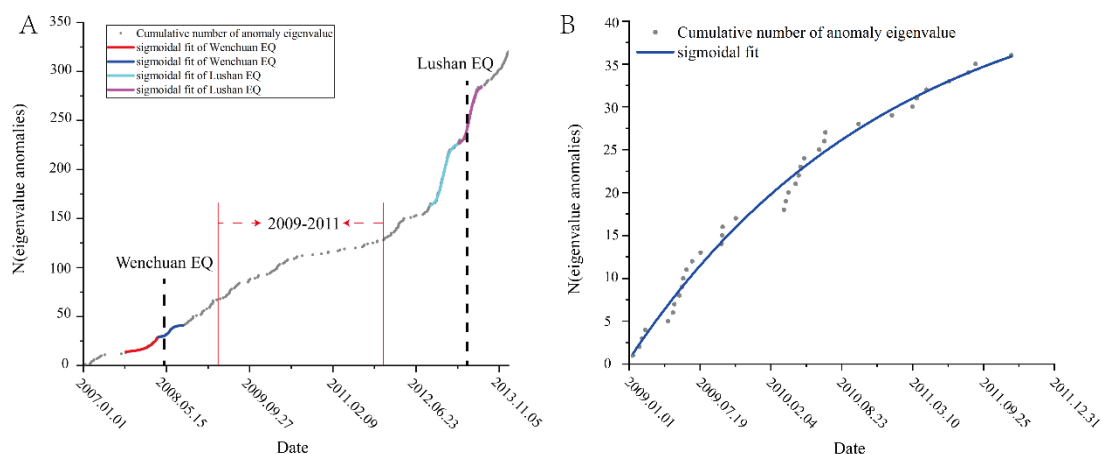 A
N(eigenvalue anomalies)
350
300
250
200
150
100
50
0
Cumulative number of anomaly eigenvalue
sigmoidal fit of Wenchuan EQ
sigmoidal fit of Wenchuan EQ
sigmoidal fit of Lushan EQ
sigmoidal fit of Lushan EQ
Lushan EQ
2009-2011
Wenchuan EQ
2007.01.01
2008.05.15
2009.09.27
2011.02.09
2012.06.23
2013.11.05
Date
B
N(eigenvalue anomalies)
40
35
30
25
20
15
10
5
0
Cumulative number of anomaly eigenvalue
sigmoidal fit
2009.01.01
2009.07.19
2010.02.04
2010.08.23
2011.03.10
2011.09.25
2011.12.31
Date